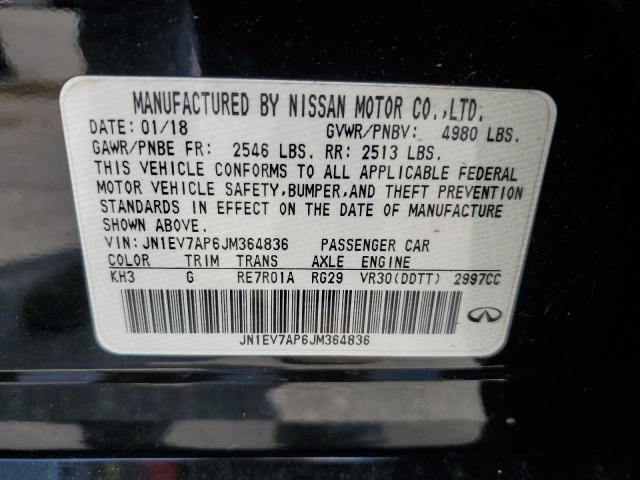 MANUFACTURED BY NISSAN MOTOR CO.,LTD.
DATE: 01/18 GVWR/PNBV: 4980 LBS.
GAWR/PNBE FR: 2546 LBS. RR: 2513 LBS.
THIS VEHICLE CONFORMS TO ALL APPLICABLE FEDERAL
MOTOR VEHICLE SAFETY,BUMPER,AND THEFT PREVENTION
STANDARDS IN EFFECT ON THE DATE OF MANUFACTURE
SHOWN ABOVE.
VIN: JN1EV7AP6JM364836 PASSENGER CAR
COLOR TRIM TRANS AXLE ENGINE
KH3 G RE7R01A RG29 VR30(DDTT) 2997CC
JN1EV7AP6JM364836